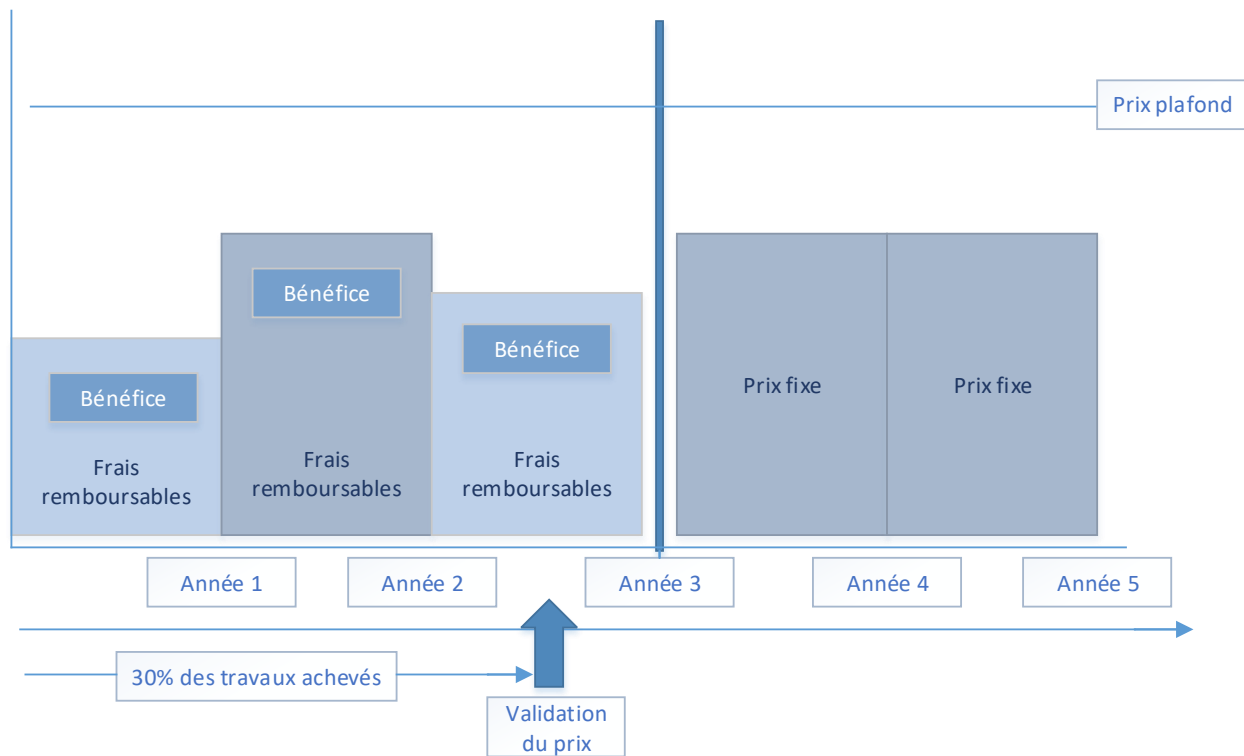 Prix plafond
Bénéfice
Bénéfice
Bénéfice
Prix fixe
Prix fixe
Frais
remboursables
Frais
remboursables
Frais
remboursables
Année 1
Année 2
Année 3
Année 4
Année 5
30% des travaux achevés
Validation
du prix